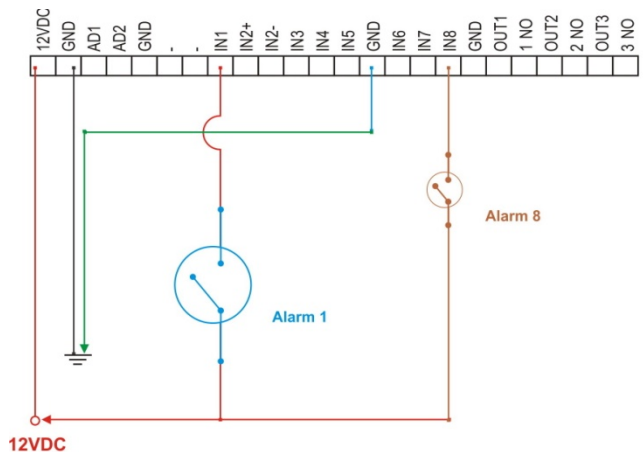 12VDC
GND
AD1
AD2
GND
-
-
IN1
IN2+
IN2-
IN3
IN4
IN5
GND
IN6
IN7
IN8
GND
OUT1
1 NO
OUT2
2 NO
OUT3
3 NO
Alarm 8
Alarm 1
12VDC